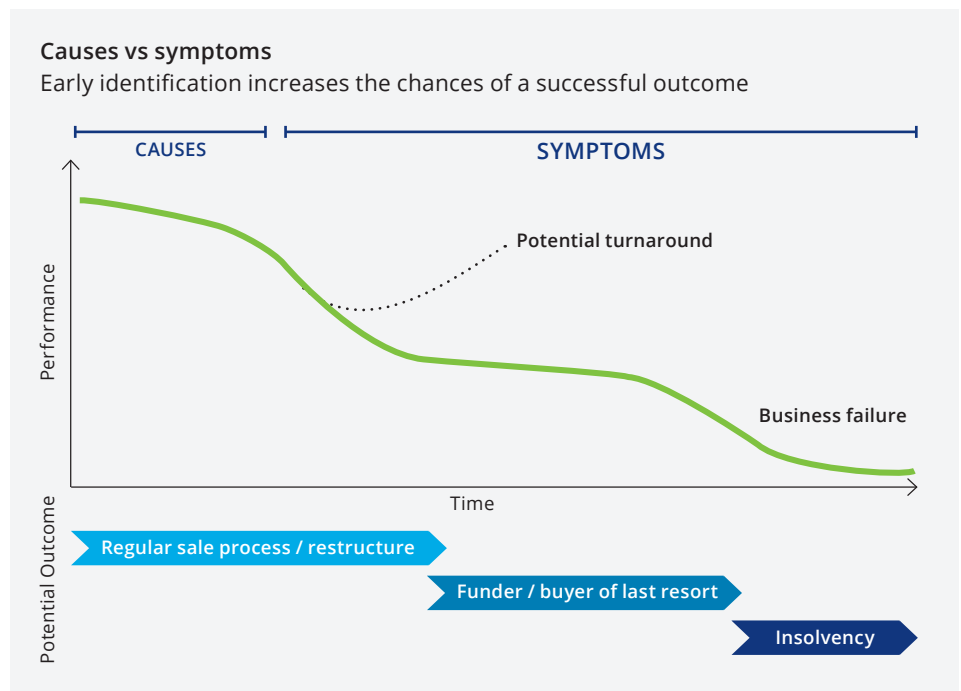 Causes vs symptoms
Early identification increases the chances of a successful outcome
CAUSES
SYMPTOMS
Potential turnaround
Performance
Business failure
Time
Potential Outcome
Regular sale process / restructure
Funder / buyer of last resort
Insolvency